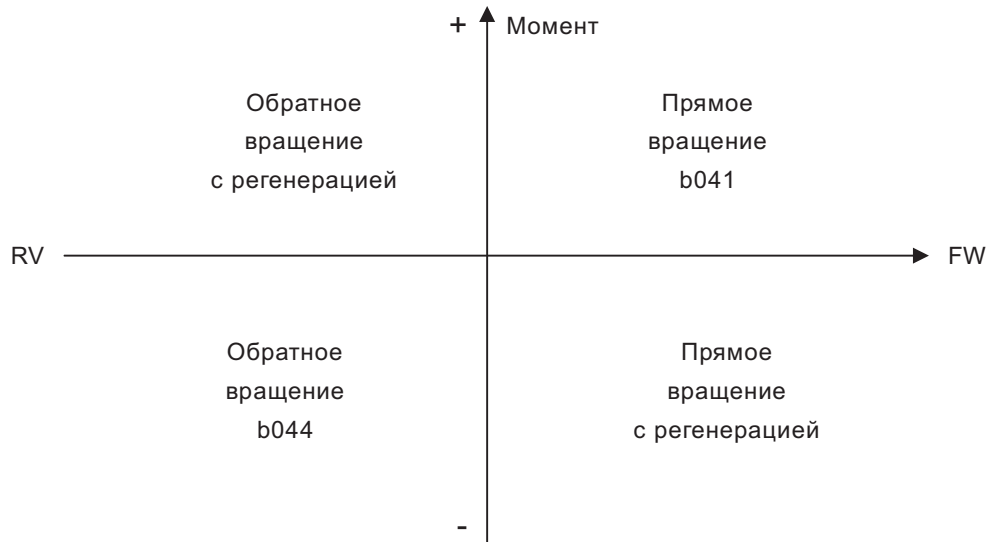 +
Момент
Обратное
вращение
с регенерацией
Прямое
вращение
b041
RV
FW
Обратное
вращение
b044
Прямое
вращение
с регенерацией
-